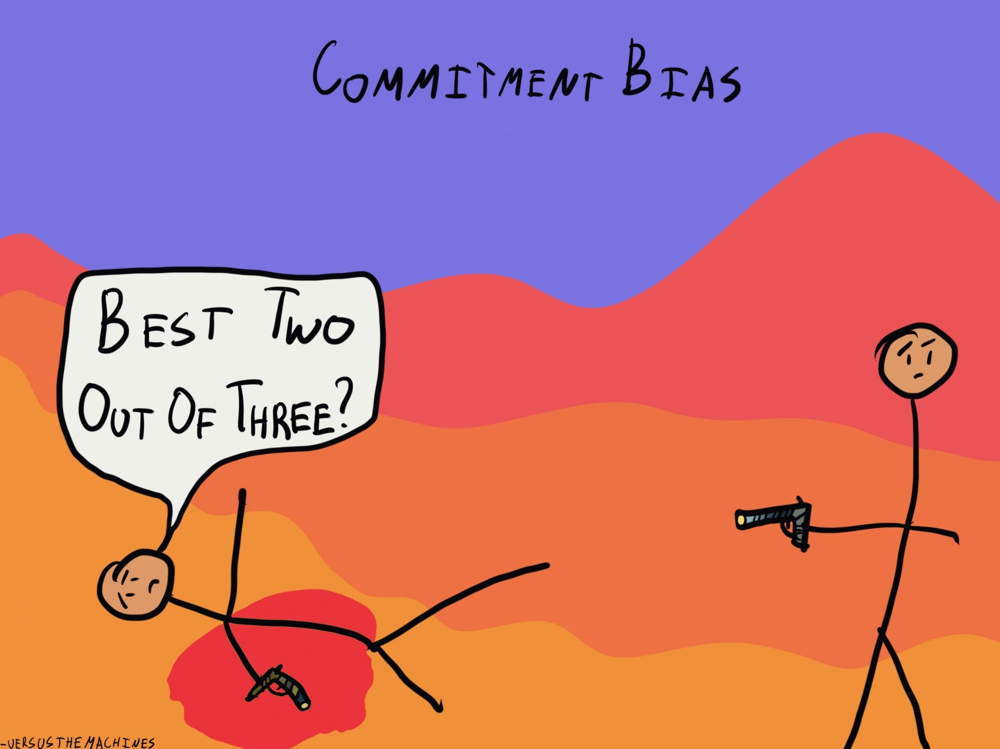 Commitment Bias
Best Two
Out Of Three?
-VERSUSTHEMACHINES